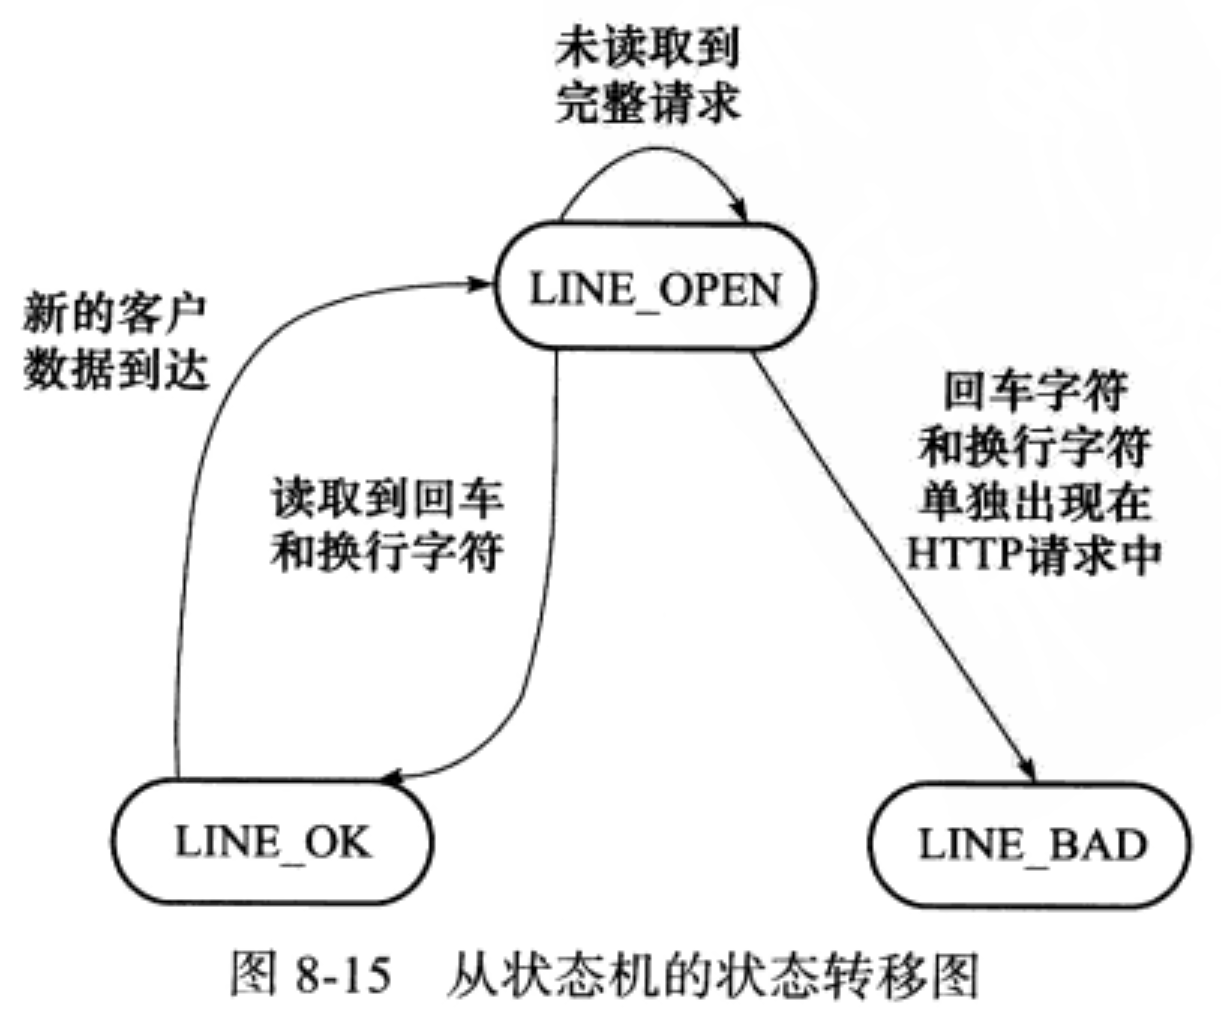 未读取到
完整请求
LINE_OPEN
新的客户
数据到达
回车字符
和换行字符
单独出现在
HTTP请求中
读取到回车
和换行字符
LINE_OK
LINE_BAD
图 8-15 从状态机的状态转移图